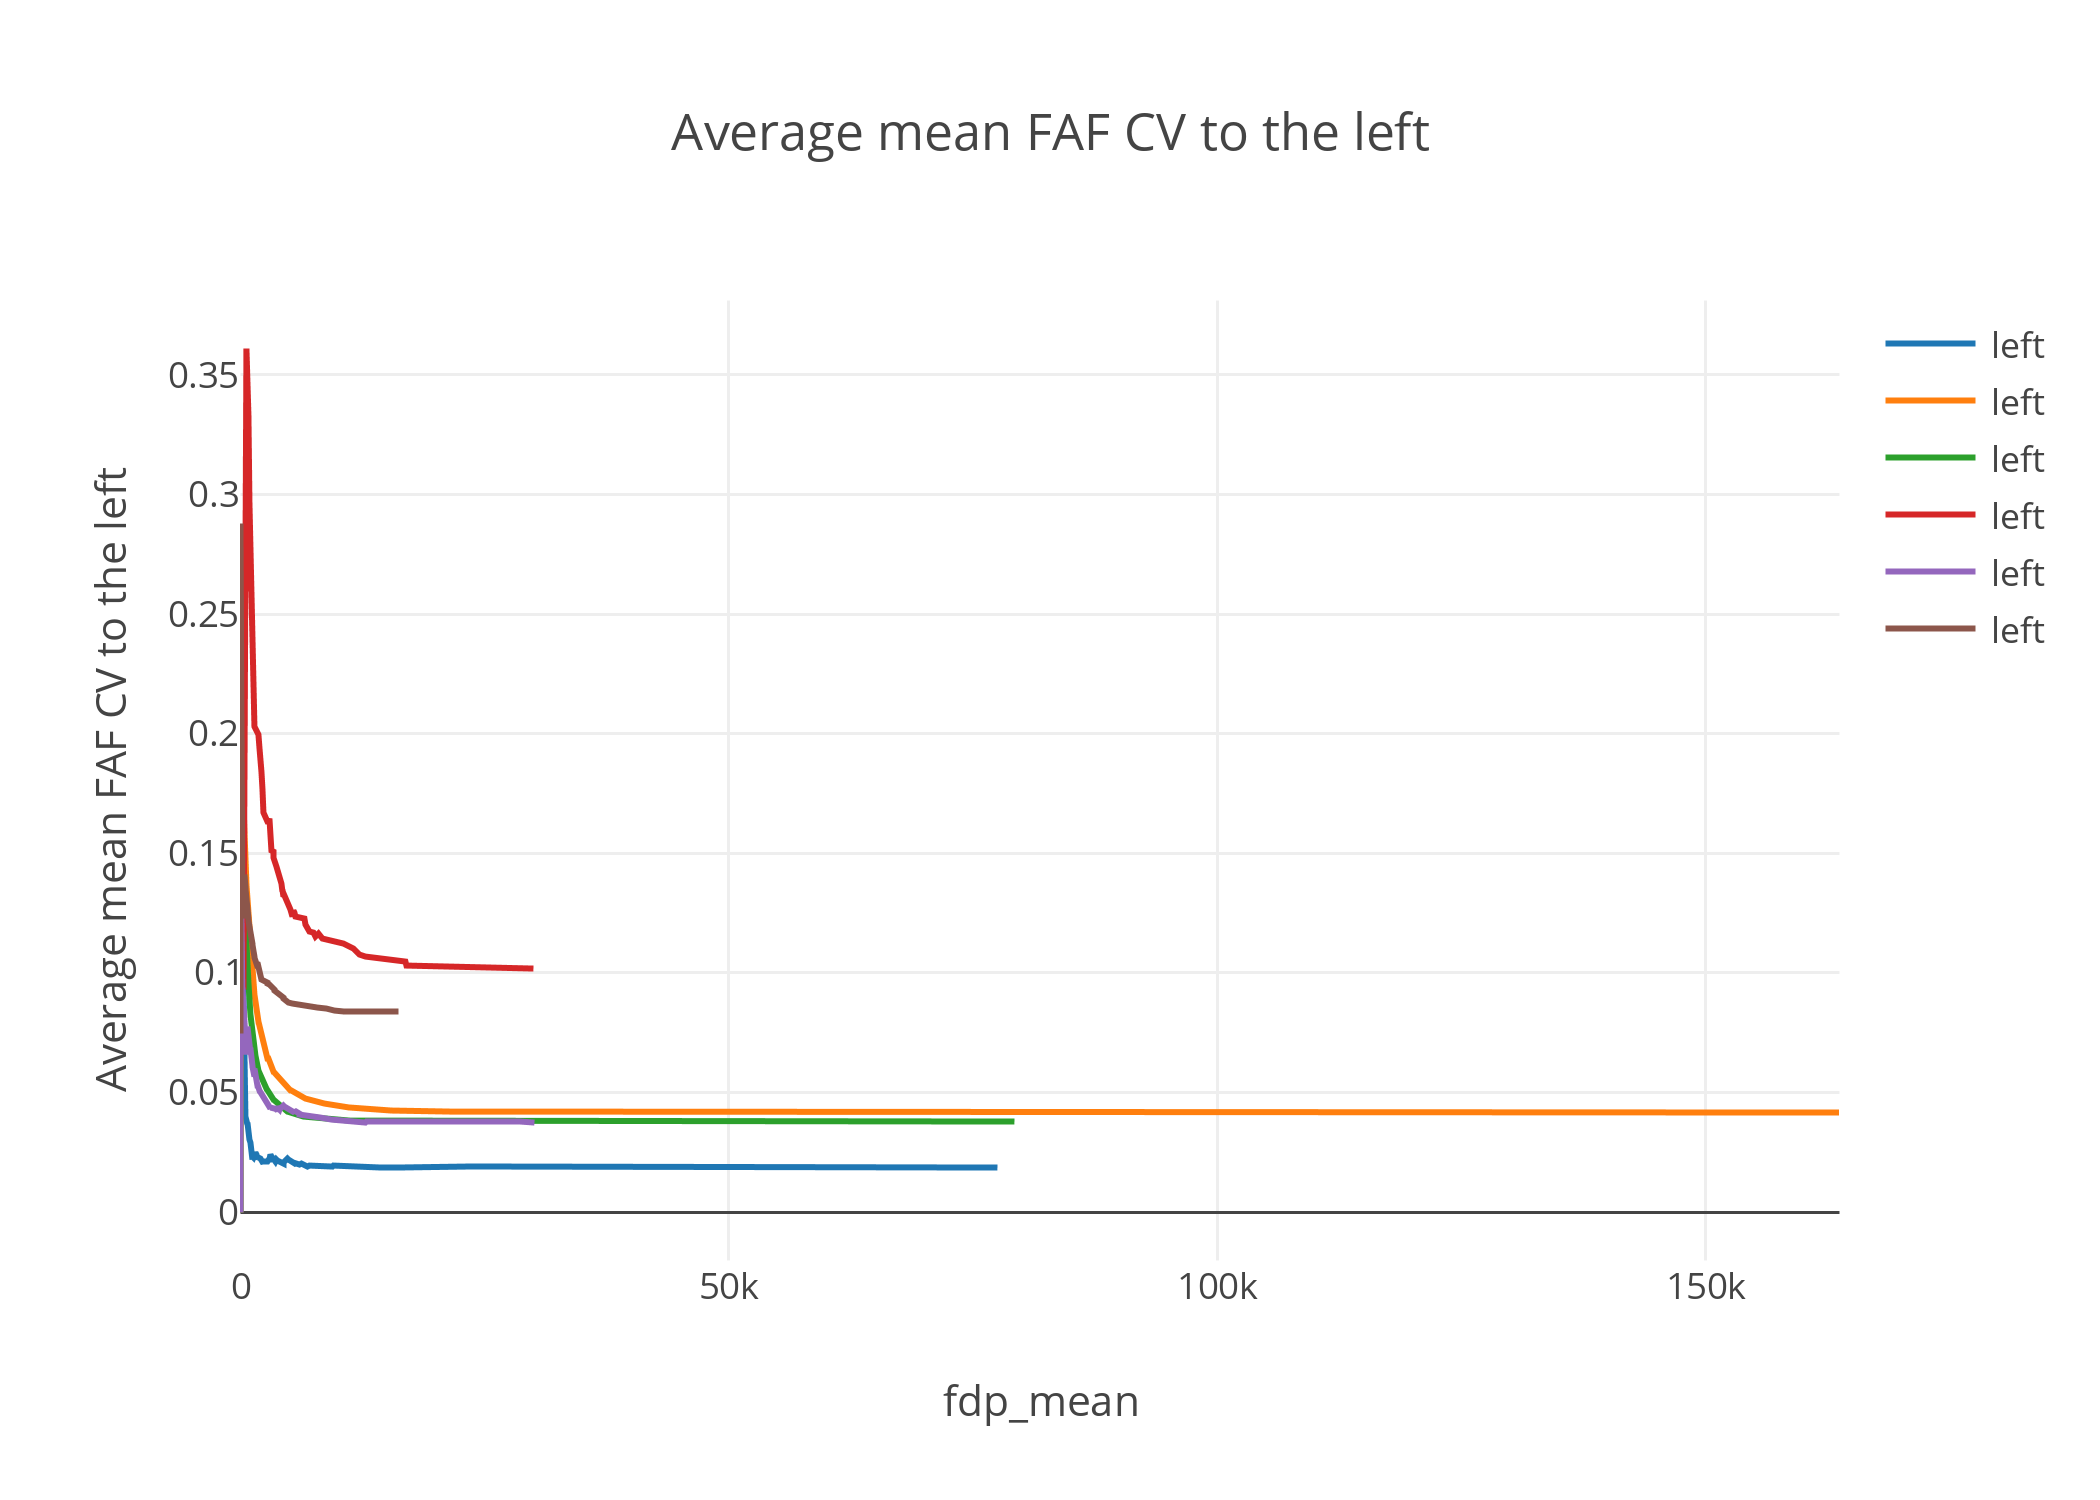 Average mean FAF CV to the left
Average mean FAF CV to the left
0.35
0.3
0.25
0.2
0.15
0.1
0.05
0
0
50k
100k
150k
fdp_mean
left
left
left
left
left
left